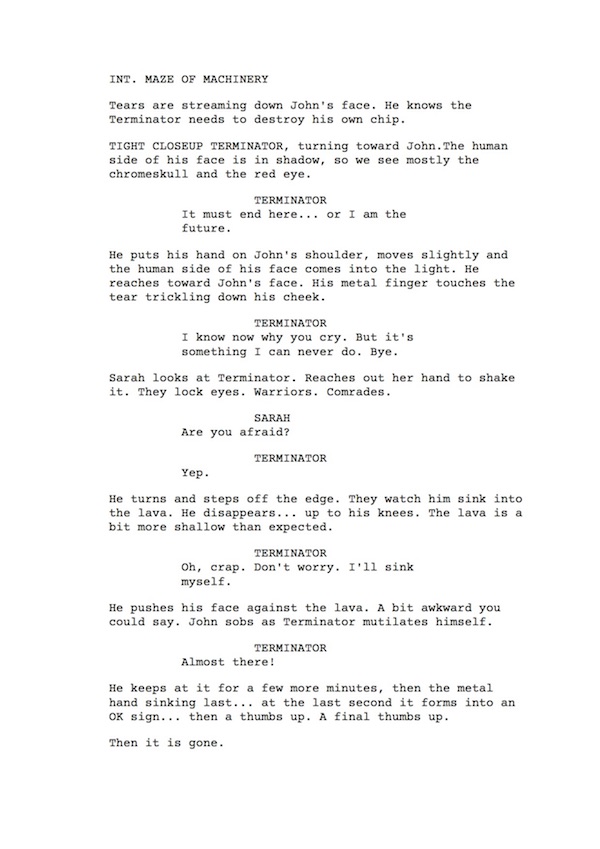 INT. MAZE OF MACHINERY
Tears are streaming down John's face. He knows the
Terminator needs to destroy his own chip.
TIGHT CLOSEUP TERMINATOR, turning toward John.The human
side of his face is in shadow, so we see mostly the
chromeskull and the red eye.
TERMINATOR
It must end here... or I am the
future.
He puts his hand on John's shoulder, moves slightly and
the human side of his face comes into the light. He
reaches toward John's face. His metal finger touches the
tear trickling down his cheek.
TERMINATOR
I know now why you cry. But it's
something I can never do. Bye.
Sarah looks at Terminator. Reaches out her hand to shake
it. They lock eyes. Warriors. Comrades.
SARAH
Are you afraid?
TERMINATOR
Yep.
He turns and steps off the edge. They watch him sink into
the lava. He disappears... up to his knees. The lava is a
bit more shallow than expected.
TERMINATOR
Oh, crap. Don't worry. I'll sink
myself.
He pushes his face against the lava. A bit awkward you
could say. John sobs as Terminator mutilates himself.
TERMINATOR
Almost there!
He keeps at it for a few more minutes, then the metal
hand sinking last... at the last second it forms into an
OK sign... then a thumbs up. A final thumbs up.
Then it is gone.